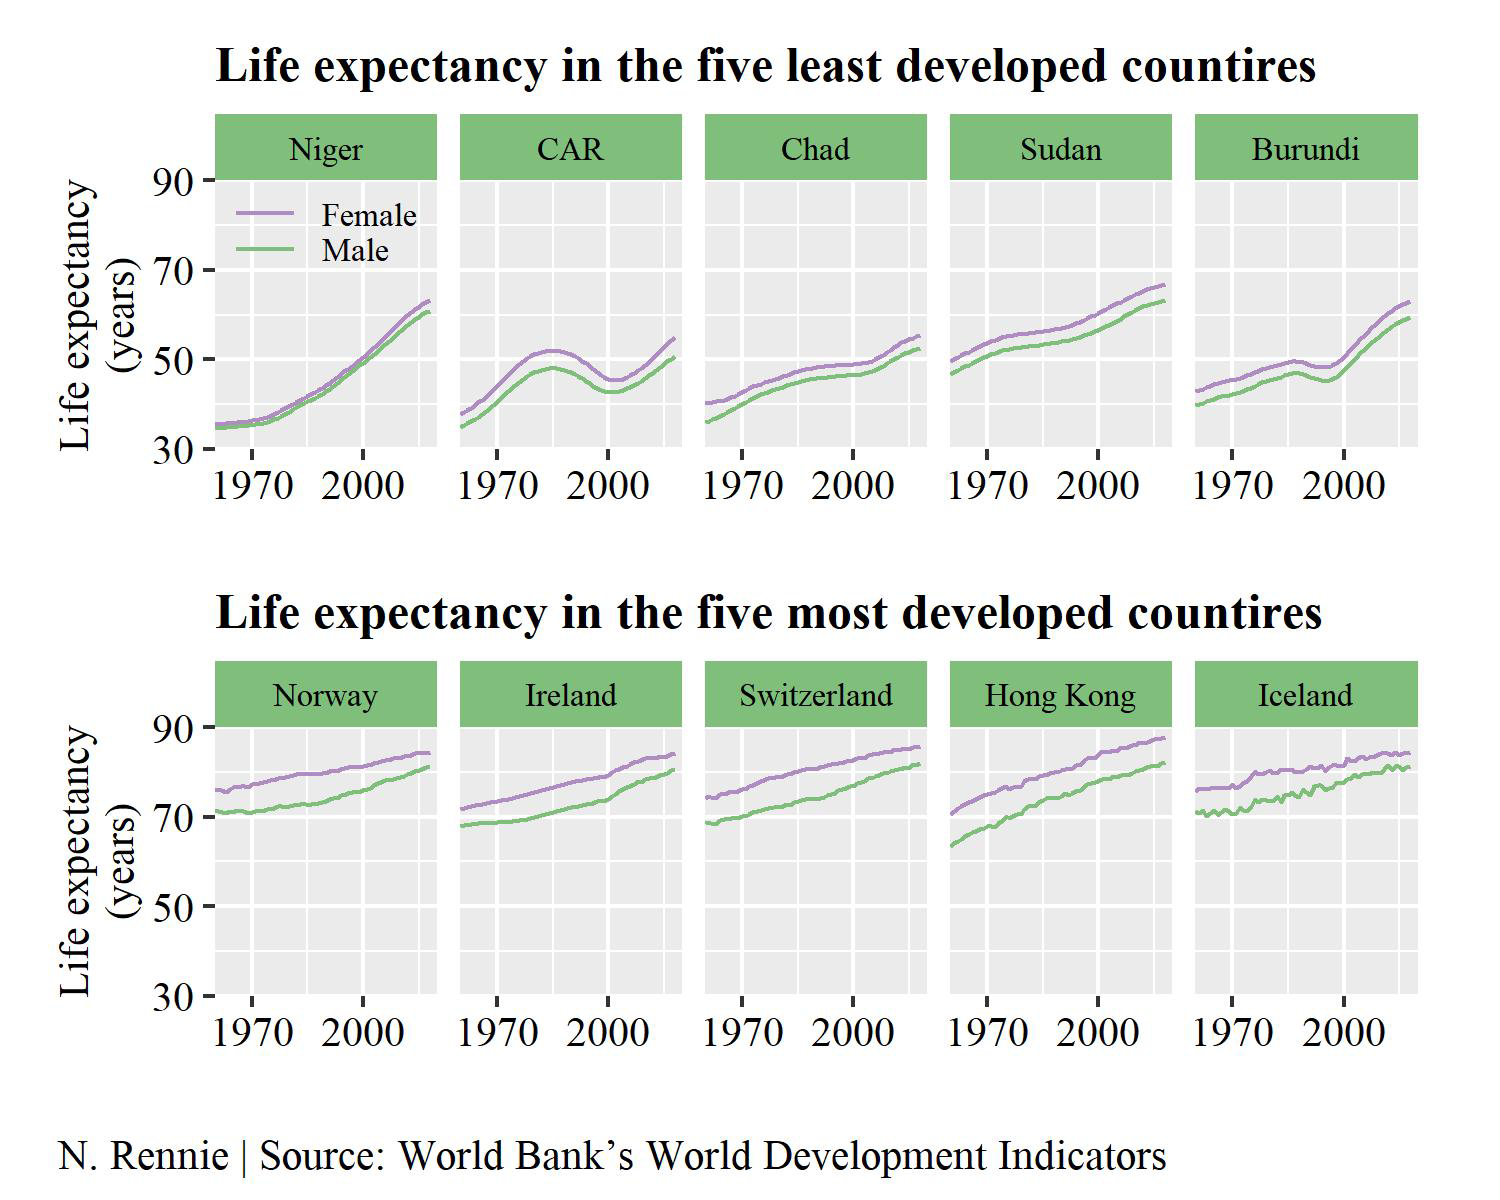 Life expectancy in the five least developed countires
Niger CAR Chad Sudan Burundi
Life expectancy
(years)
90
70
50
30
Female
Male
1970 2000 1970 2000 1970 2000 1970 2000 1970 2000
Life expectancy in the five most developed countires
Norway Ireland Switzerland Hong Kong Iceland
Life expectancy
(years)
90
70
50
30
1970 2000 1970 2000 1970 2000 1970 2000 1970 2000
N. Rennie | Source: World Bank’s World Development Indicators